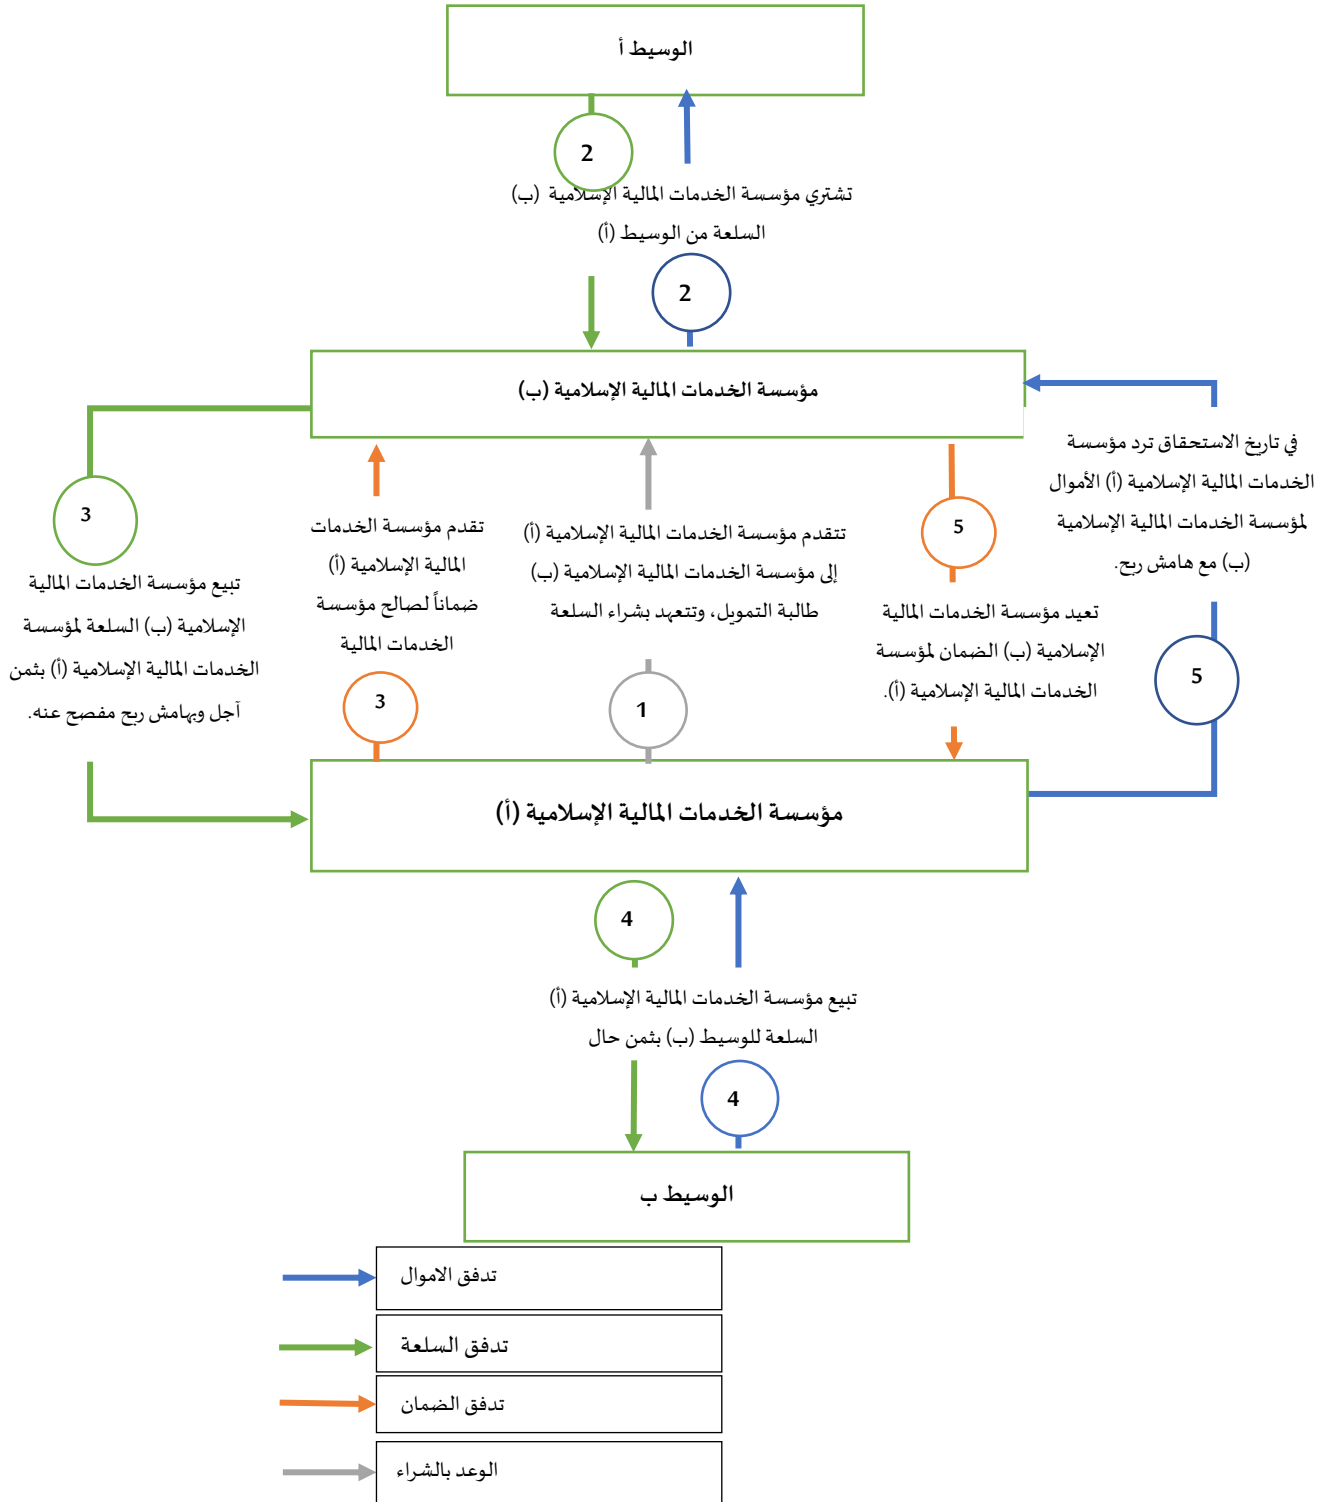 الوسيط أ
2
تشتري مؤسسة الخدمات المالية الإسلامية (ب)
السلعة من الوسيط (أ)
2
مؤسسة الخدمات المالية الإسلامية (ب)
في تاريخ الاستحقاق ترد مؤسسة
الخدمات المالية الإسلامية (أ) الأموال
لمؤسسة الخدمات المالية الإسلامية
(ب) مع هامش ربح.
5
5
تعيد مؤسسة الخدمات المالية
الإسلامية (ب) الضمان لمؤسسة
الخدمات المالية الإسلامية (أ).
تتقدم مؤسسة الخدمات المالية الإسلامية (أ)
إلى مؤسسة الخدمات المالية الإسلامية (ب)
طالبة التمويل، وتتعهد بشراء السلعة
1
تقدم مؤسسة الخدمات
المالية الإسلامية (أ)
ضماناً لصالح مؤسسة
الخدمات المالية
3
3
تبيع مؤسسة الخدمات المالية
الإسلامية (ب) السلعة لمؤسسة
الخدمات المالية الإسلامية (أ) بثمن
آجل وبهامش ربح مفصح عنه.
مؤسسة الخدمات المالية الإسلامية (أ)
4
تبيع مؤسسة الخدمات المالية الإسلامية (أ)
السلعة للوسيط (ب) بثمن حال
4
الوسيط ب
تدفق الاموال
تدفق السلعة
تدفق الضمان
الوعد بالشراء